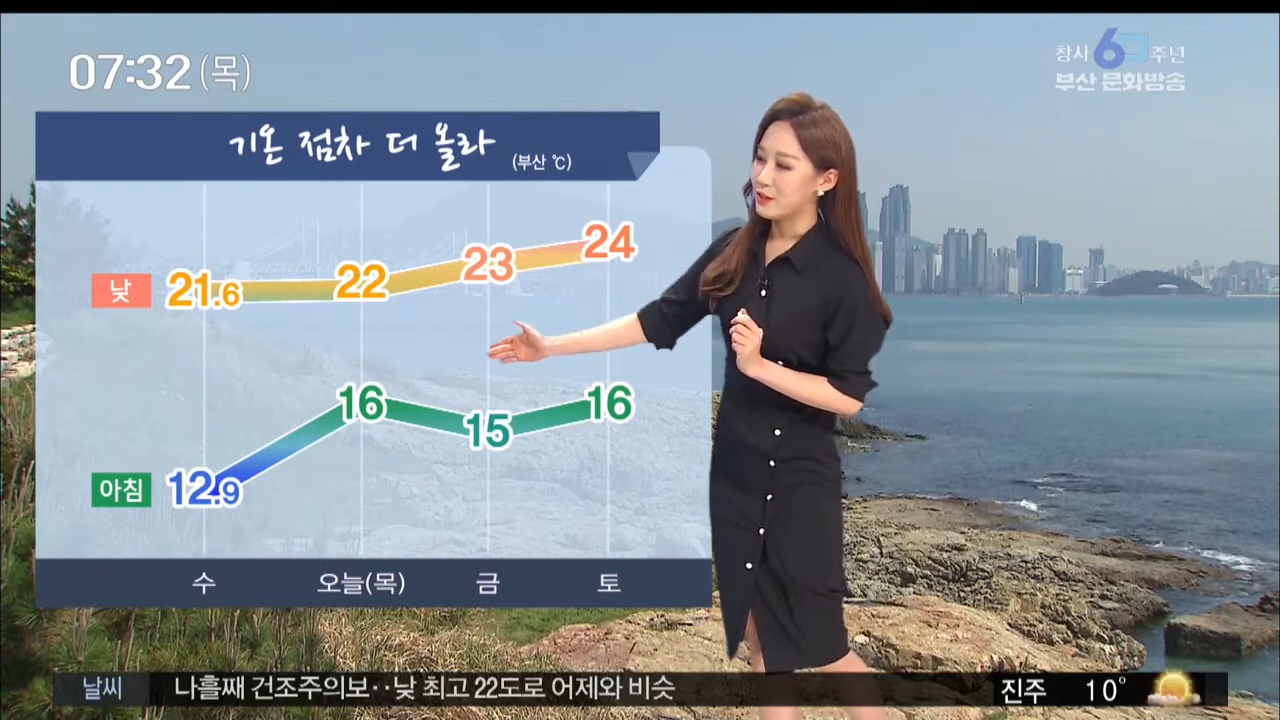 07:32(목)
창사 60 주년
부산 문화방송
기온 점차 더 올라 (부산 ℃)
낮 21.6 22 23 24
아침 12.9 16 15 16
수 오늘(목) 금 토
날씨 나흘째 건조주의보··낮 최고 22도로 어제와 비슷 진주 10°